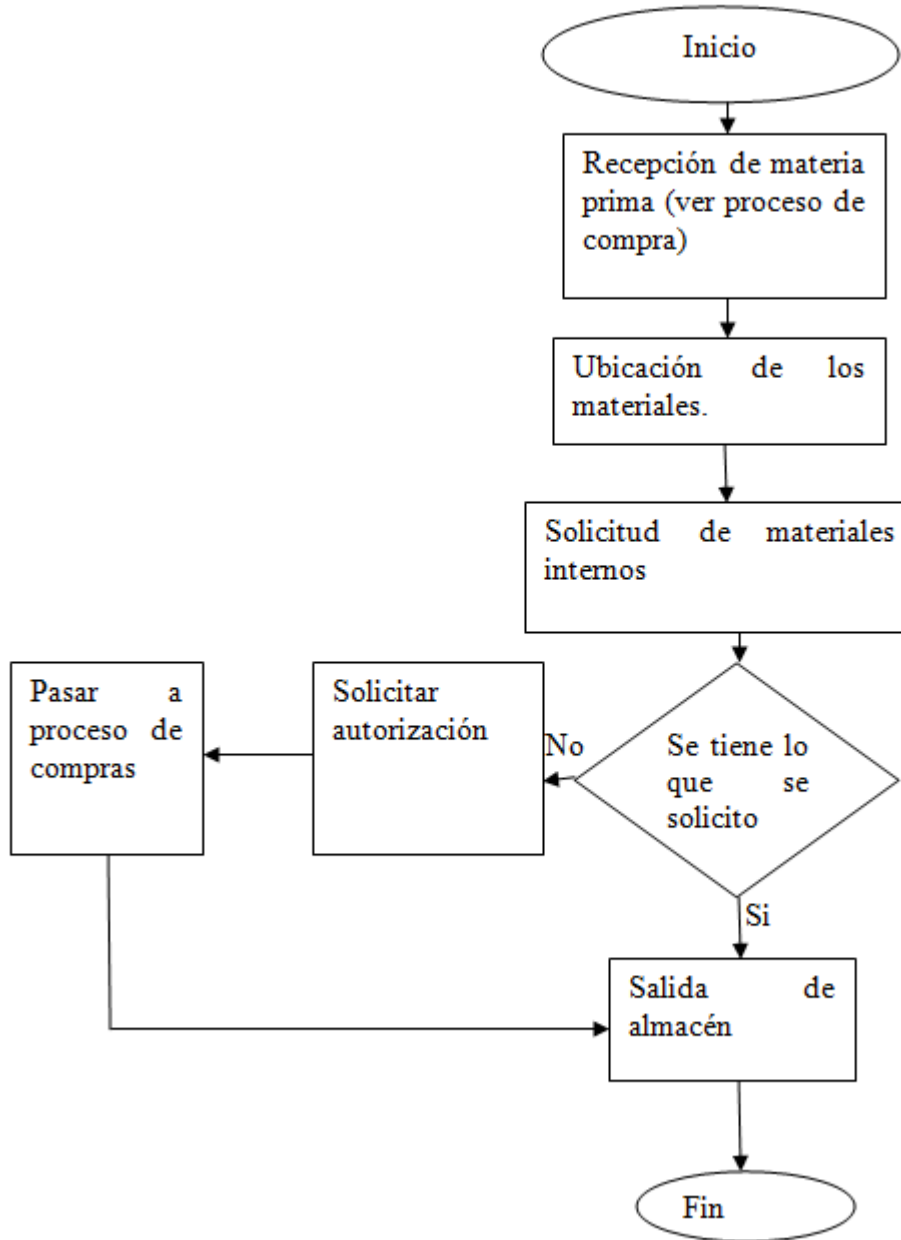 Inicio
Recepción de materia
prima (ver proceso de
compra)
Ubicación de los
materiales.
Solicitud de materiales
internos
Se tiene lo
que se
solicito
No
Solicitar
autorización
Pasar a
proceso de
compras
Si
Salida de
almacén
Fin